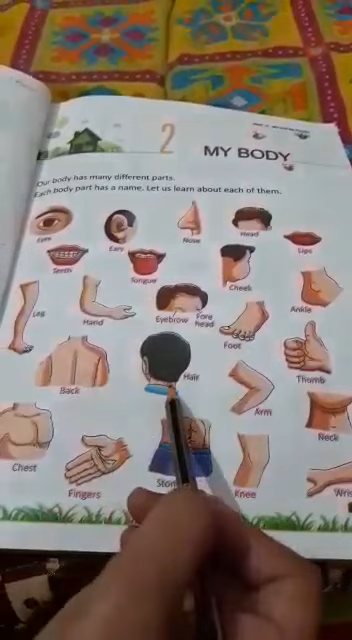 2
MY BODY
Our body has many different parts.
Each body part has a name. Let us learn about each of them.
Eyes
Ears
Nose
Head
Lips
Teeth
Tongue
Cheek
Ankle
Leg
Hand
Eyebrow
Fore head
Foot
Thumb
Back
Hair
Arm
Neck
Chest
Fingers
Knee